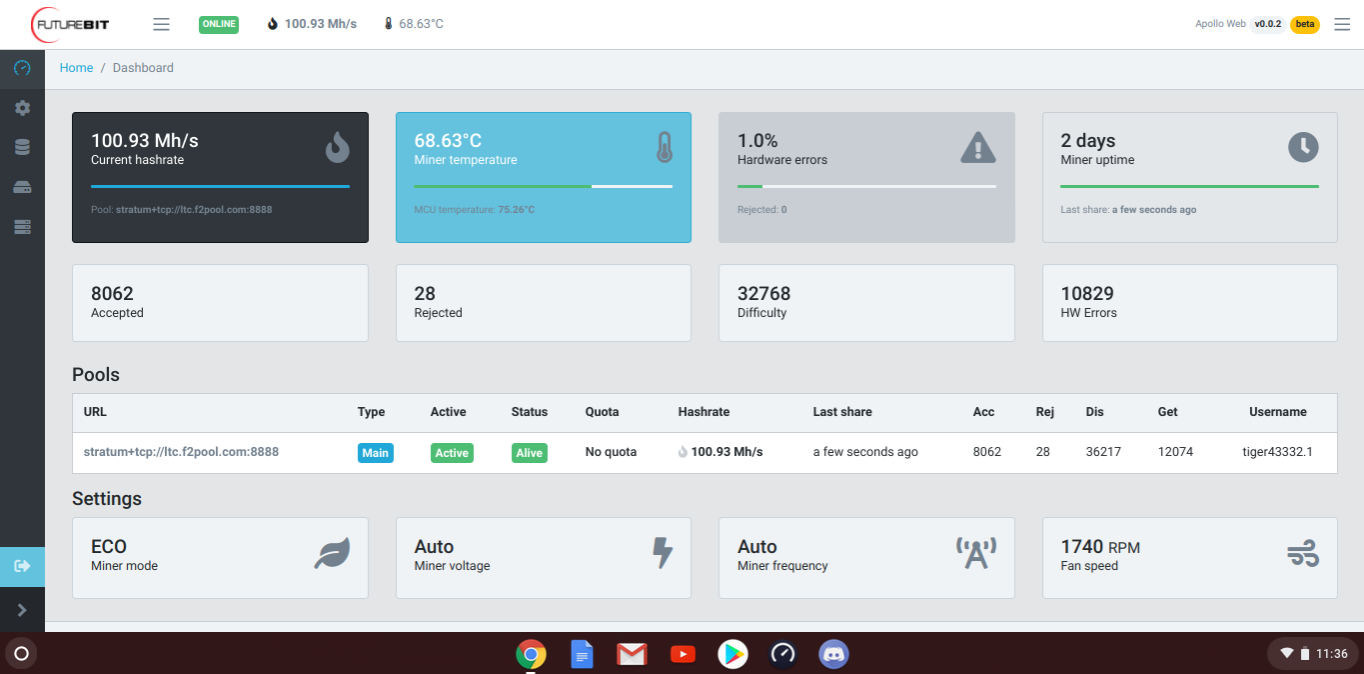 FUTUREBIT ONLINE 100.93 Mh/s 68.63°C Apollo Web v0.0.2 beta
Home / Dashboard
100.93 Mh/s
Current hashrate
Pool: stratum+tcp://ltc.f2pool.com:8888
68.63°C
Miner temperature
MCU temperature: 75.26°C
1.0%
Hardware errors
Rejected: 0
2 days
Miner uptime
Last share: a few seconds ago
8062
Accepted
28
Rejected
32768
Difficulty
10829
HW Errors
Pools
URL Type Active Status Quota Hashrate Last share Acc Rej Dis Get Username
stratum+tcp://ltc.f2pool.com:8888 Main Active Alive No quota 100.93 Mh/s a few seconds ago 8062 28 36217 12074 tiger43332.1
Settings
ECO
Miner mode
Auto
Miner voltage
Auto
Miner frequency
1740 RPM
Fan speed
11:36